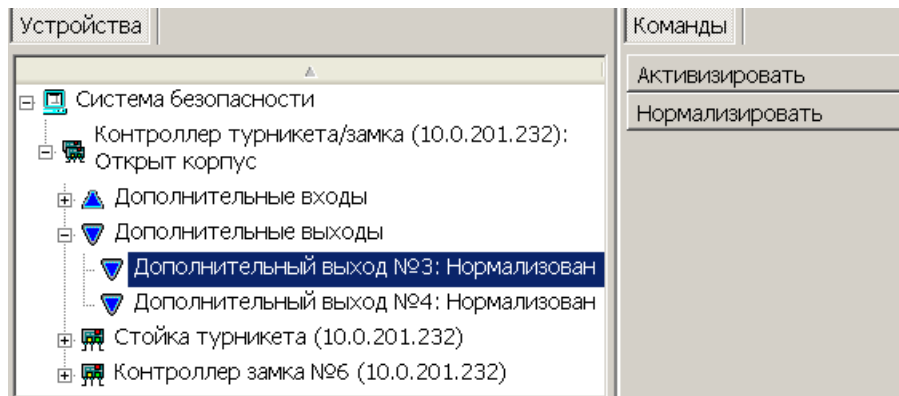 Устройства
Команды
Активизировать
Нормализировать
Система безопасности
Контроллер турникета/замка (10.0.201.232):
Открыт корпус
Дополнительные входы
Дополнительные выходы
Дополнительный выход №3: Нормализован
Дополнительный выход №4: Нормализован
Стойка турникета (10.0.201.232)
Контроллер замка №6 (10.0.201.232)